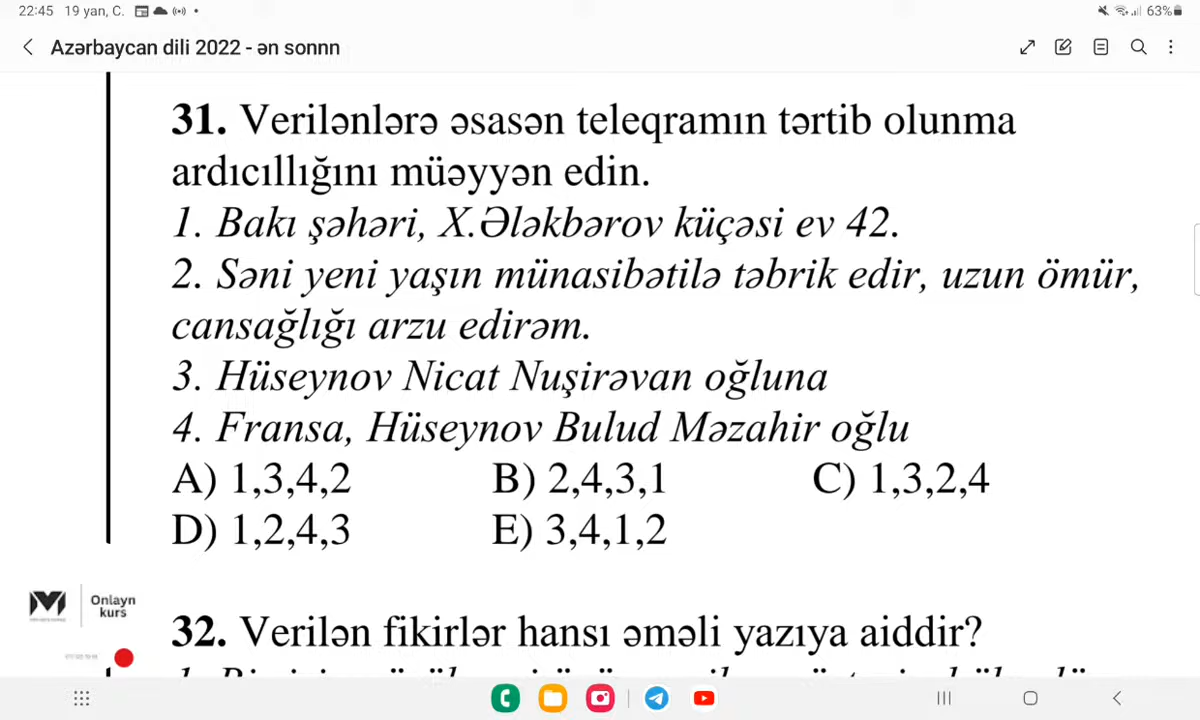 22:45 19 yan, C. 63%
Azərbaycan dili 2022 - ən sonnn
31. Verilənlərə əsasən teleqramın tərtib olunma
ardıcıllığını müəyyən edin.
1. Bakı şəhəri, X.Ələkbərov küçəsi ev 42.
2. Səni yeni yaşın münasibətilə təbrik edir, uzun ömür,
cansağlığı arzu edirəm.
3. Hüseynov Nicat Nuşirəvan oğluna
4. Fransa, Hüseynov Bulud Məzahir oğlu
A) 1,3,4,2 B) 2,4,3,1 C) 1,3,2,4
D) 1,2,4,3 E) 3,4,1,2
Onlayn
kurs
32. Verilən fikirlər hansı əməli yazıya aiddir?